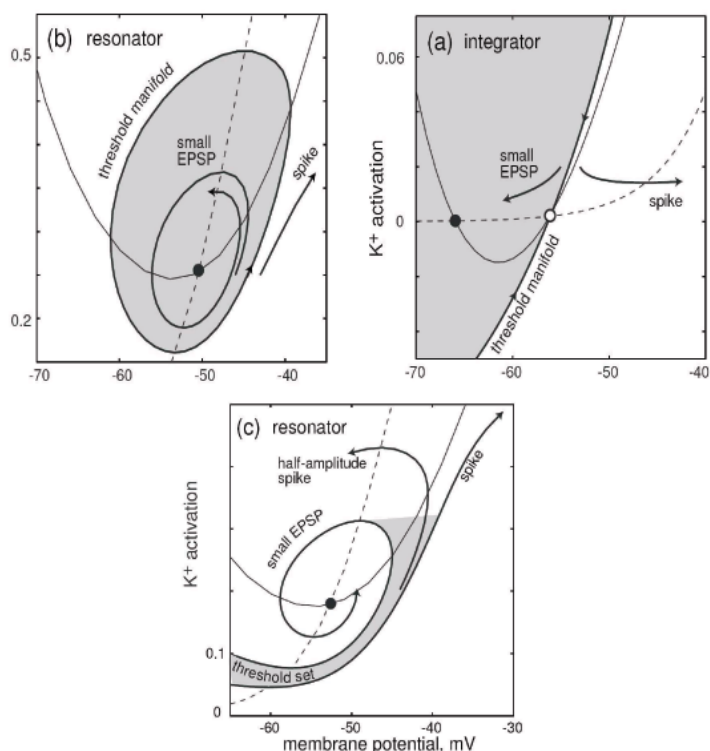 (b) resonator
0.5
threshold manifold
small
EPSP
spike
0.2
-70
-60
-50
-40
(a) integrator
0.06
K+ activation
small
EPSP
spike
0
threshold manifold
-70
-60
-50
-40
(c) resonator
half-amplitude
spike
spike
small EPSP
K+ activation
0.1
threshold set
0
-60
-50
-40
-30
membrane potential, mV